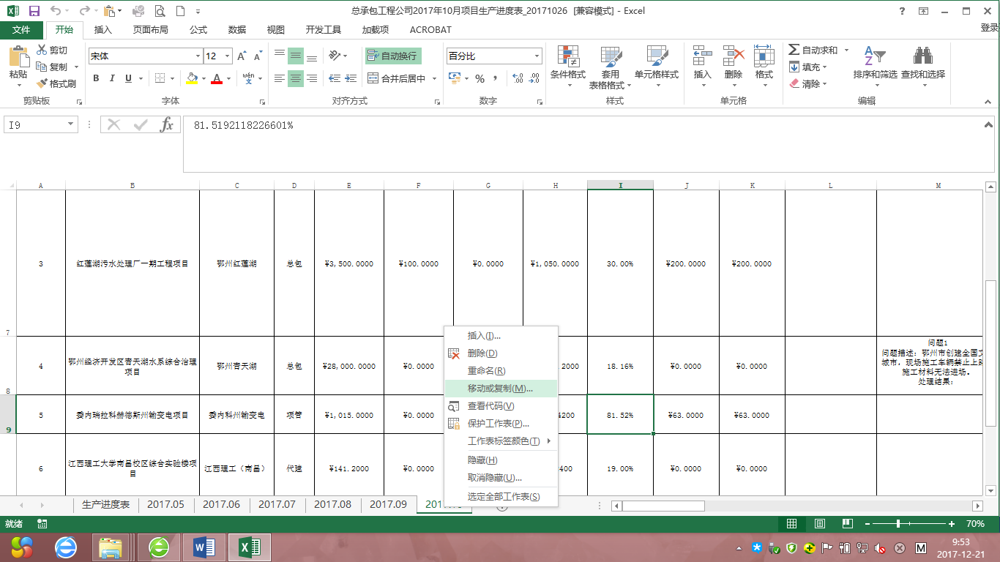 总承包工程公司2017年10月项目生产进度表_20171026 [兼容模式] - Excel
文件 开始 插入 页面布局 公式 数据 视图 开发工具 加载项 ACROBAT 登录
粘贴 剪切 复制 格式刷 宋体 12 自动换行 合并后居中 百分比 条件格式 套用表格格式 单元格样式 插入 删除 格式 自动求和 填充 清除 排序和筛选 查找和选择
剪贴板 字体 对齐方式 数字 样式 单元格 编辑
I9 81.5192118226601%
A B C D E F G H I J K L M
7 3 红莲湖污水处理厂一期工程项目 鄂州红莲湖 总包 ¥3,500.0000 ¥100.0000 ¥0.0000 ¥1,050.0000 30.00% ¥200.0000 ¥200.0000
8 4 鄂州经济开发区青天湖水系综合治理项目 鄂州青天湖 总包 ¥28,000.0000 ¥0.0000 2000 18.16% ¥0.0000 ¥0.0000
问题1
问题描述：鄂州市创建全国文
城市，现场施工车辆禁止上路
施工材料无法进场。
处理结果：
9 5 委内瑞拉科赫德斯州输变电项目 委内科州输变电 项管 ¥1,015.0000 ¥0.0000 4200 81.52% ¥63.0000 ¥63.0000
6 江西理工大学南昌校区综合实验楼项目 江西理工（南昌） 代建 ¥141.2000 ¥0.0000 400 19.00% ¥0.0000 ¥0.0000
插入(I)...
删除(D)
重命名(R)
移动或复制(M)...
查看代码(V)
保护工作表(P)...
工作表标签颜色(T)
隐藏(H)
取消隐藏(U)...
选定全部工作表(S)
生产进度表 2017.05 2017.06 2017.07 2017.08 2017.09
就绪 70%
9:53
2017-12-21